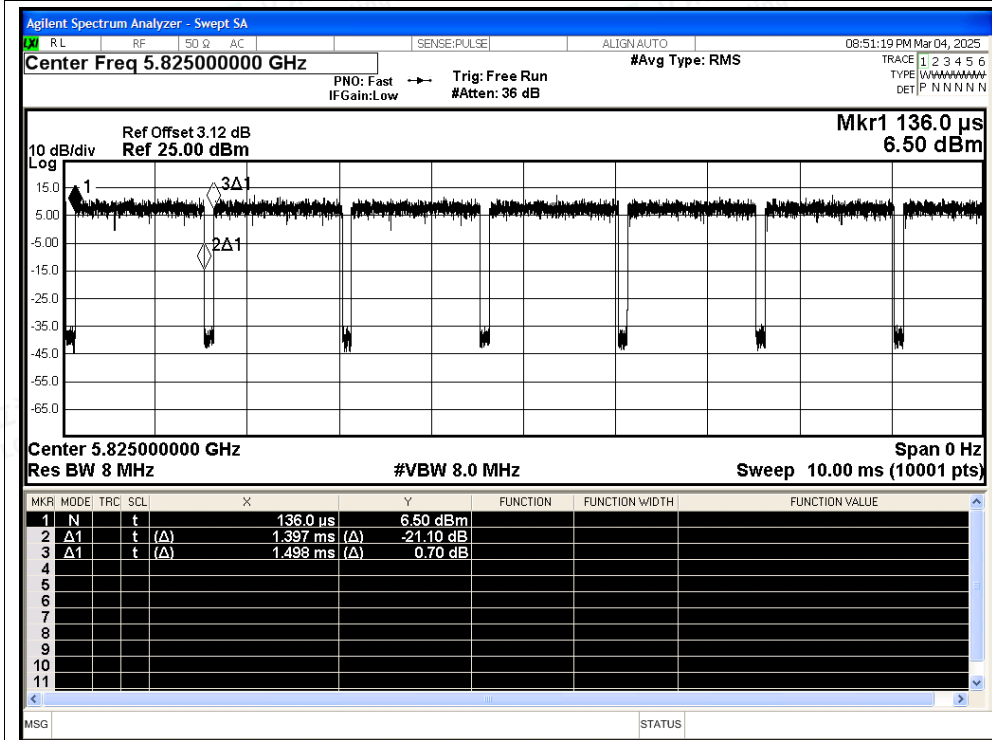 Agilent Spectrum Analyzer - Swept SA
LXI RL RF 50 Ω AC SENSE:PULSE ALIGN AUTO 08:51:19 PM Mar 04, 2025
Center Freq 5.825000000 GHz #Avg Type: RMS TRACE 1 2 3 4 5 6
PNO: Fast Trig: Free Run TYPE WWWWWW
IFGain:Low #Atten: 36 dB DET P N N N N N
Mkr1 136.0 µs
Ref Offset 3.12 dB
10 dB/div Ref 25.00 dBm 6.50 dBm
Log
15.0 1 3Δ1
5.00
-5.00 2Δ1
-15.0
-25.0
-35.0
-45.0
-55.0
-65.0
Center 5.825000000 GHz Span 0 Hz
Res BW 8 MHz #VBW 8.0 MHz Sweep 10.00 ms (10001 pts)
MKR MODE TRC SCL X Y FUNCTION FUNCTION WIDTH FUNCTION VALUE
1 N t 136.0 µs 6.50 dBm
2 Δ1 t (Δ) 1.397 ms (Δ) -21.10 dB
3 Δ1 t (Δ) 1.498 ms (Δ) 0.70 dB
4
5
6
7
8
9
10
11
MSG STATUS